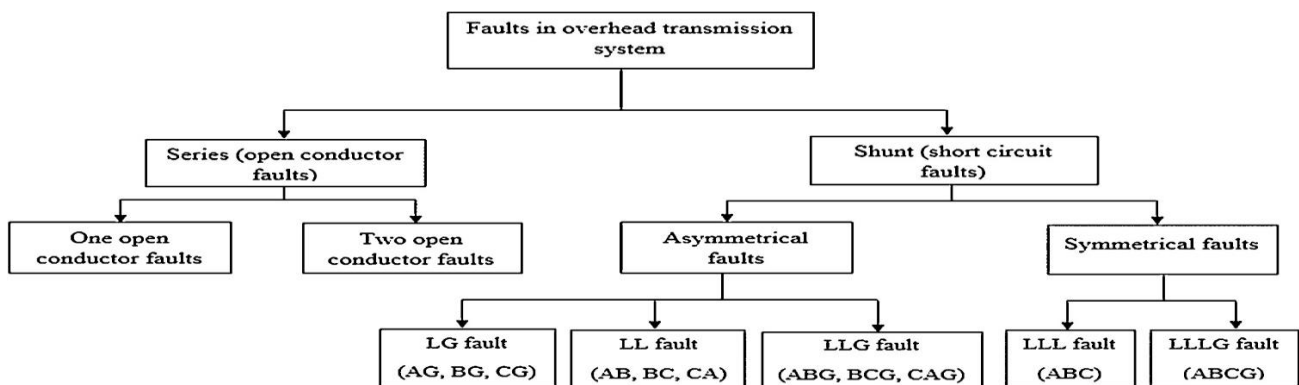 Faults in overhead transmission
system
Series (open conductor
faults)
Shunt (short circuit
faults)
One open
conductor faults
Two open
conductor faults
Asymmetrical
faults
Symmetrical faults
LG fault
(AG, BG, CG)
LL fault
(AB, BC, CA)
LLG fault
(ABG, BCG, CAG)
LLL fault
(ABC)
LLLG fault
(ABCG)